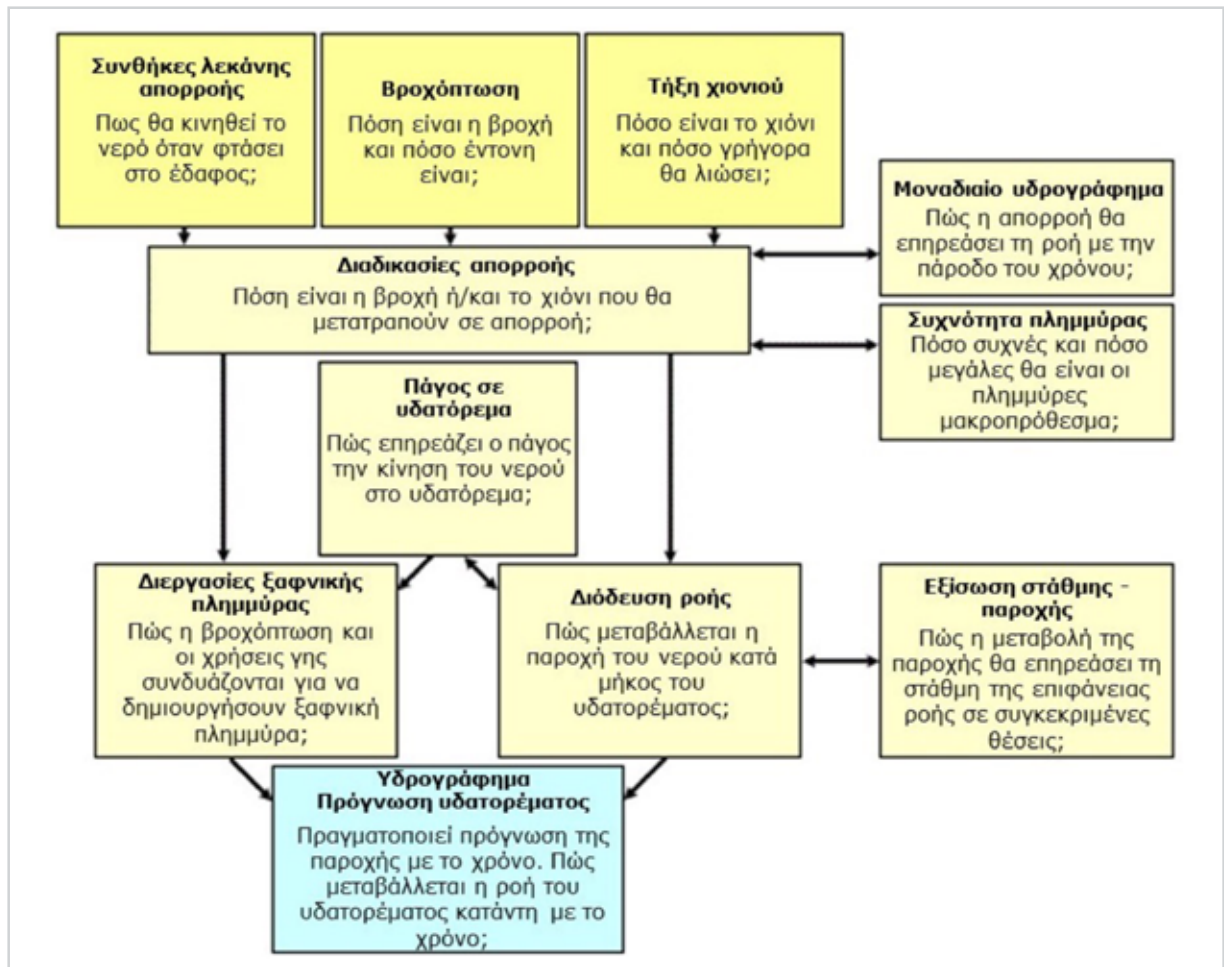 Συνθήκες λεκάνης
απορροής
Πως θα κινηθεί το
νερό όταν φτάσει
στο έδαφος;
Βροχόπτωση
Πόση είναι η βροχή
και πόσο έντονη
είναι;
Τήξη χιονιού
Πόσο είναι το χιόνι
και πόσο γρήγορα
θα λιώσει;
Μοναδιαίο υδρογράφημα
Πώς η απορροή θα
επηρεάσει τη ροή με την
πάροδο του χρόνου;
Διαδικασίες απορροής
Πόση είναι η βροχή ή/και το χιόνι που θα
μετατραπούν σε απορροή;
Συχνότητα πλημμύρας
Πόσο συχνές και πόσο
μεγάλες θα είναι οι
πλημμύρες
μακροπρόθεσμα;
Πάγος σε
υδατόρεμα
Πώς επηρεάζει ο πάγος
την κίνηση του νερού
στο υδατόρεμα;
Διεργασίες ξαφνικής
πλημμύρας
Πώς η βροχόπτωση και
οι χρήσεις γης
συνδυάζονται για να
δημιουργήσουν ξαφνική
πλημμύρα;
Διόδευση ροής
Πώς μεταβάλλεται η
παροχή του νερού κατά
μήκος του
υδατορέματος;
Εξίσωση στάθμης -
παροχής
Πώς η μεταβολή της
παροχής θα επηρεάσει τη
στάθμη της επιφάνειας
ροής σε συγκεκριμένες
θέσεις;
Υδρογράφημα
Πρόγνωση υδατορέματος
Πραγματοποιεί πρόγνωση της
παροχής με το χρόνο. Πώς
μεταβάλλεται η ροή του
υδατορέματος κατάντη με το
χρόνο;